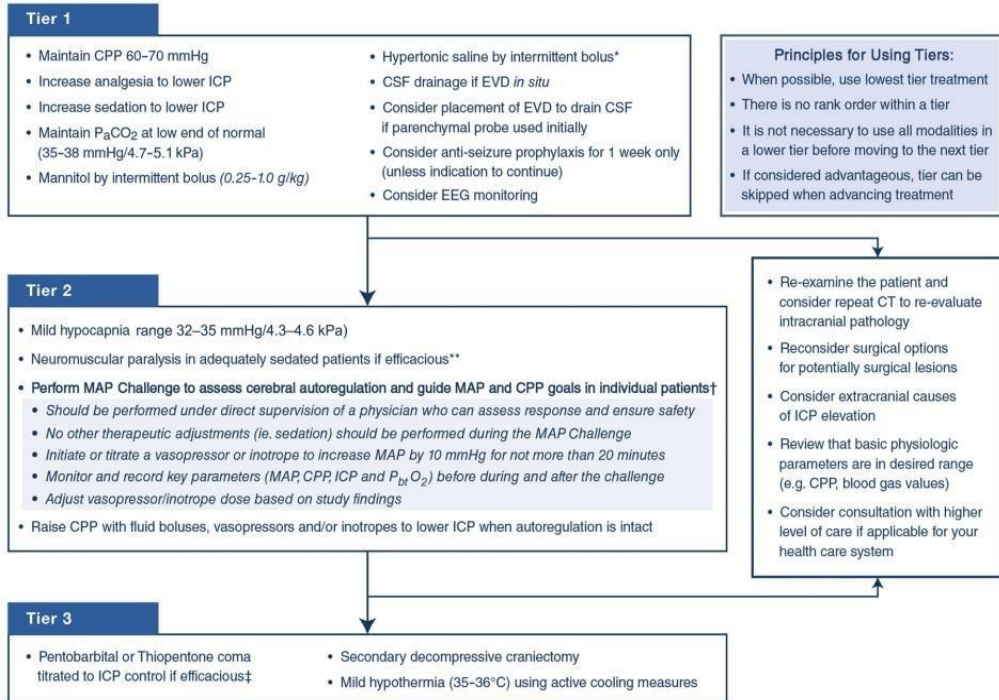 Tier 1
• Maintain CPP 60–70 mmHg
• Increase analgesia to lower ICP
• Increase sedation to lower ICP
• Maintain PaCO2 at low end of normal
(35–38 mmHg/4.7–5.1 kPa)
• Mannitol by intermittent bolus (0.25–1.0 g/kg)
• Hypertonic saline by intermittent bolus*
• CSF drainage if EVD in situ
• Consider placement of EVD to drain CSF
if parenchymal probe used initially
• Consider anti-seizure prophylaxis for 1 week only
(unless indication to continue)
• Consider EEG monitoring
Principles for Using Tiers:
• When possible, use lowest tier treatment
• There is no rank order within a tier
• It is not necessary to use all modalities in
a lower tier before moving to the next tier
• If considered advantageous, tier can be
skipped when advancing treatment
Tier 2
• Mild hypocapnia range 32–35 mmHg/4.3–4.6 kPa)
• Neuromuscular paralysis in adequately sedated patients if efficacious**
• Perform MAP Challenge to assess cerebral autoregulation and guide MAP and CPP goals in individual patients†
• Should be performed under direct supervision of a physician who can assess response and ensure safety
• No other therapeutic adjustments (ie. sedation) should be performed during the MAP Challenge
• Initiate or titrate a vasopressor or inotrope to increase MAP by 10 mmHg for not more than 20 minutes
• Monitor and record key parameters (MAP, CPP, ICP and PbtO2) before during and after the challenge
• Adjust vasopressor/inotrope dose based on study findings
• Raise CPP with fluid boluses, vasopressors and/or inotropes to lower ICP when autoregulation is intact
• Re-examine the patient and
consider repeat CT to re-evaluate
intracranial pathology
• Reconsider surgical options
for potentially surgical lesions
• Consider extracranial causes
of ICP elevation
• Review that basic physiologic
parameters are in desired range
(e.g. CPP, blood gas values)
• Consider consultation with higher
level of care if applicable for your
health care system
Tier 3
• Pentobarbital or Thiopentone coma
titrated to ICP control if efficacious‡
• Secondary decompressive craniectomy
• Mild hypothermia (35–36°C) using active cooling measures